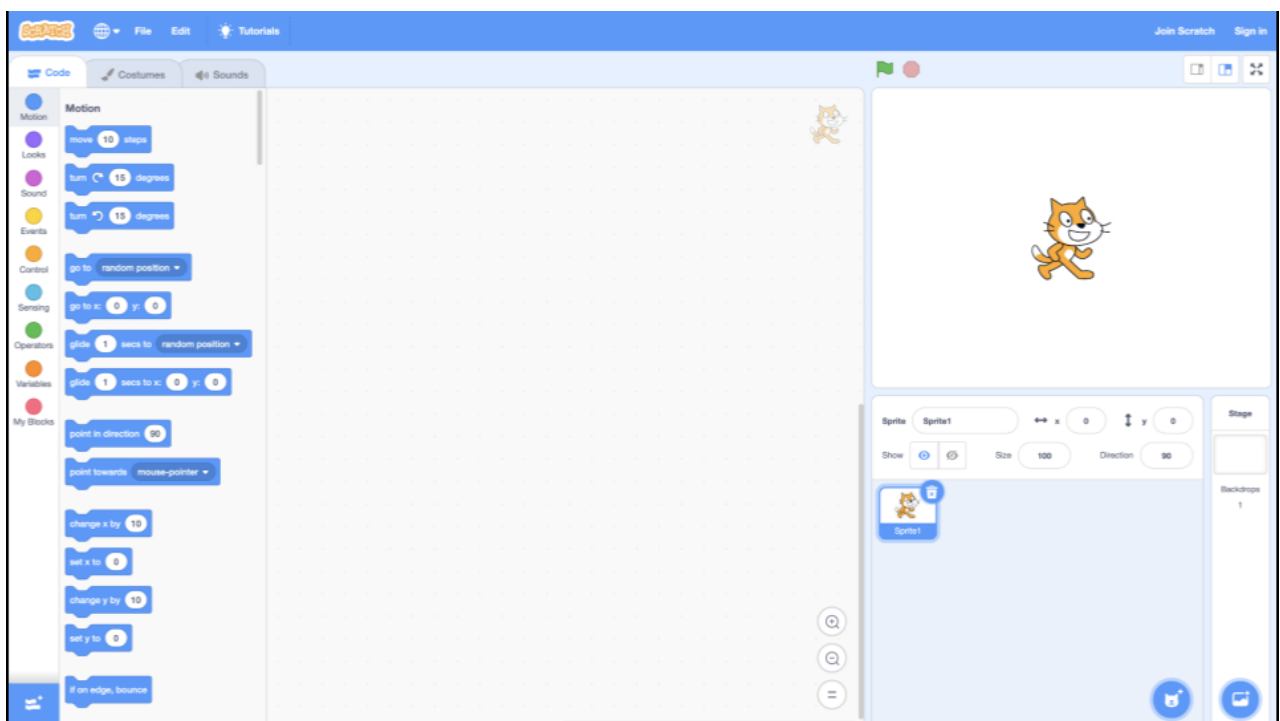 SCRATCH File Edit Tutorials Join Scratch Sign in
Code Costumes Sounds
Motion
Looks
Sound
Events
Control
Sensing
Operators
Variables
My Blocks
Motion
move 10 steps
turn 15 degrees
turn 15 degrees
go to random position
go to x: 0 y: 0
glide 1 secs to random position
glide 1 secs to x: 0 y: 0
point in direction 90
point towards mouse-pointer
change x by 10
set x to 0
change y by 10
set y to 0
if on edge, bounce
Sprite Sprite1 x 0 y 0
Show Size 100 Direction 90
Sprite1
Stage
Backdrops
1